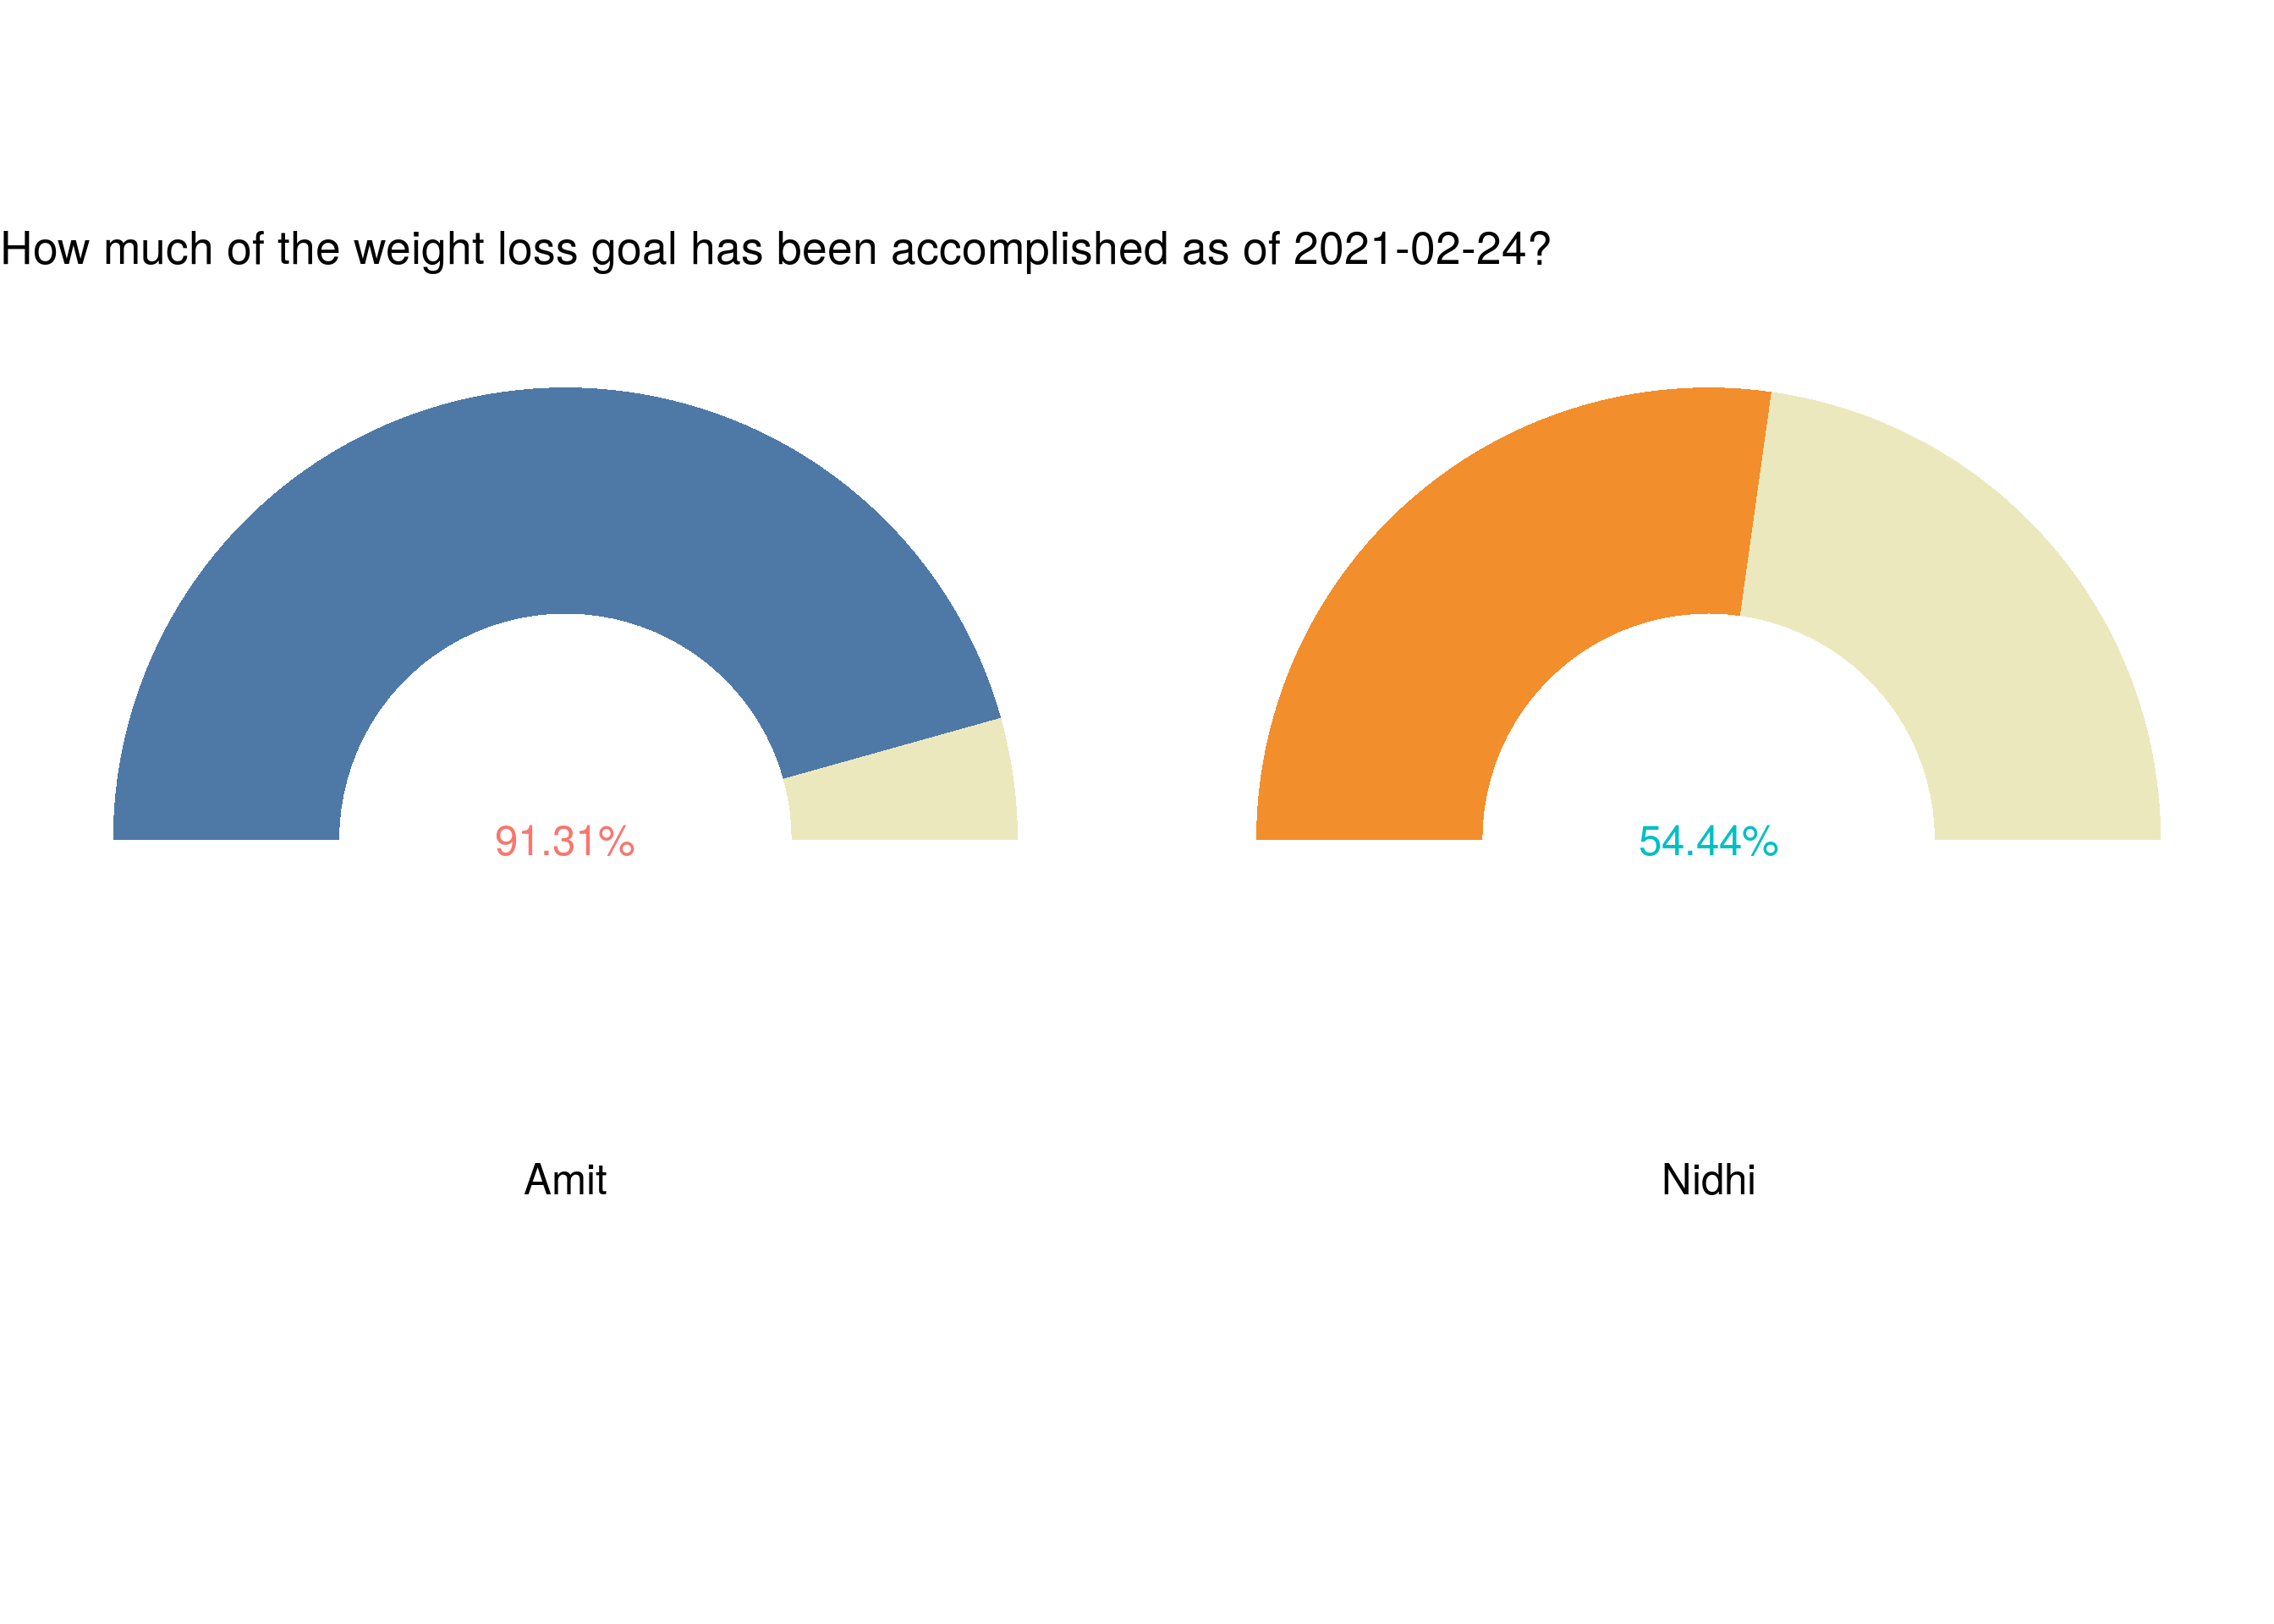 How much of the weight loss goal has been accomplished as of 2021-02-24?
91.31%
54.44%
Amit
Nidhi